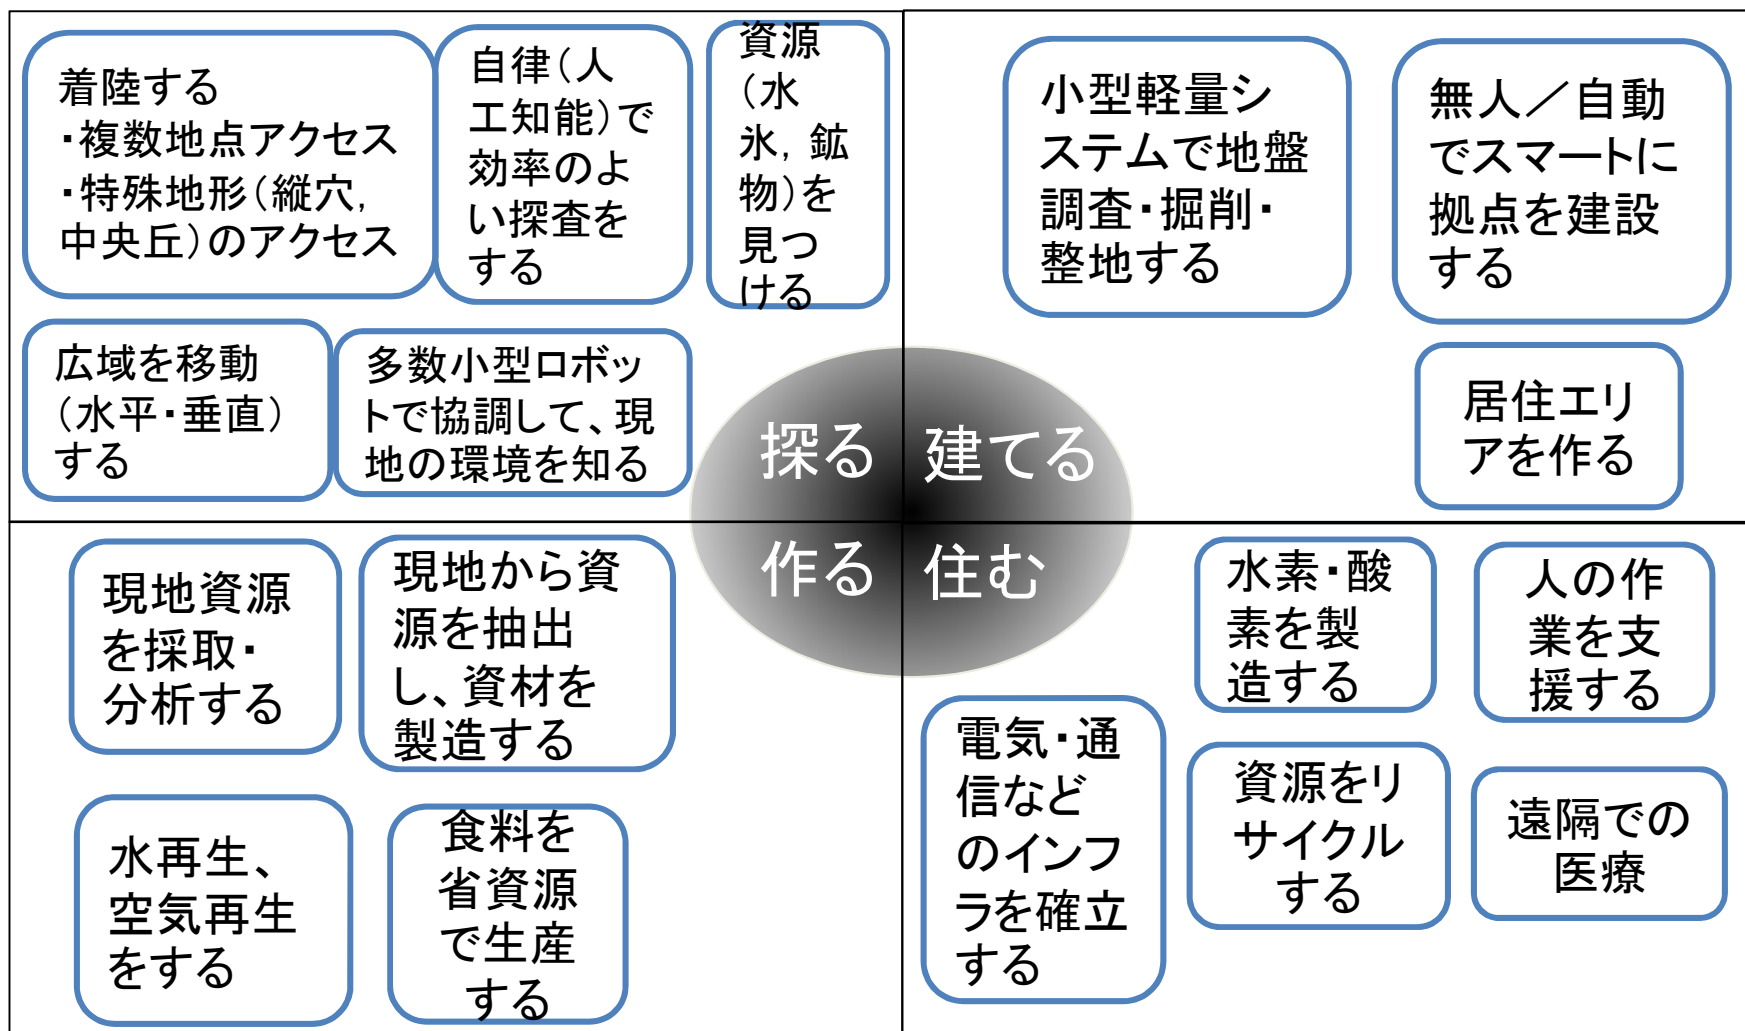 着陸する
・複数地点アクセス
・特殊地形(縦穴,
中央丘)のアクセス
自律(人
工知能)で
効率のよ
い探査を
する
資源
(水
氷,鉱
物)を
見つ
ける
広域を移動
(水平・垂直)
する
多数小型ロボッ
トで協調して、現
地の環境を知る
小型軽量シ
ステムで地盤
調査・掘削・
整地する
無人/自動
でスマートに
拠点を建設
する
居住エリ
アを作る
探る
建てる
作る
住む
現地資源
を採取・
分析する
現地から資
源を抽出
し、資材を
製造する
水再生、
空気再生
をする
食料を
省資源
で生産
する
水素・酸
素を製
造する
人の作
業を支
援する
電気・通
信など
のインフ
ラを確立
する
資源をリ
サイクル
する
遠隔での
医療